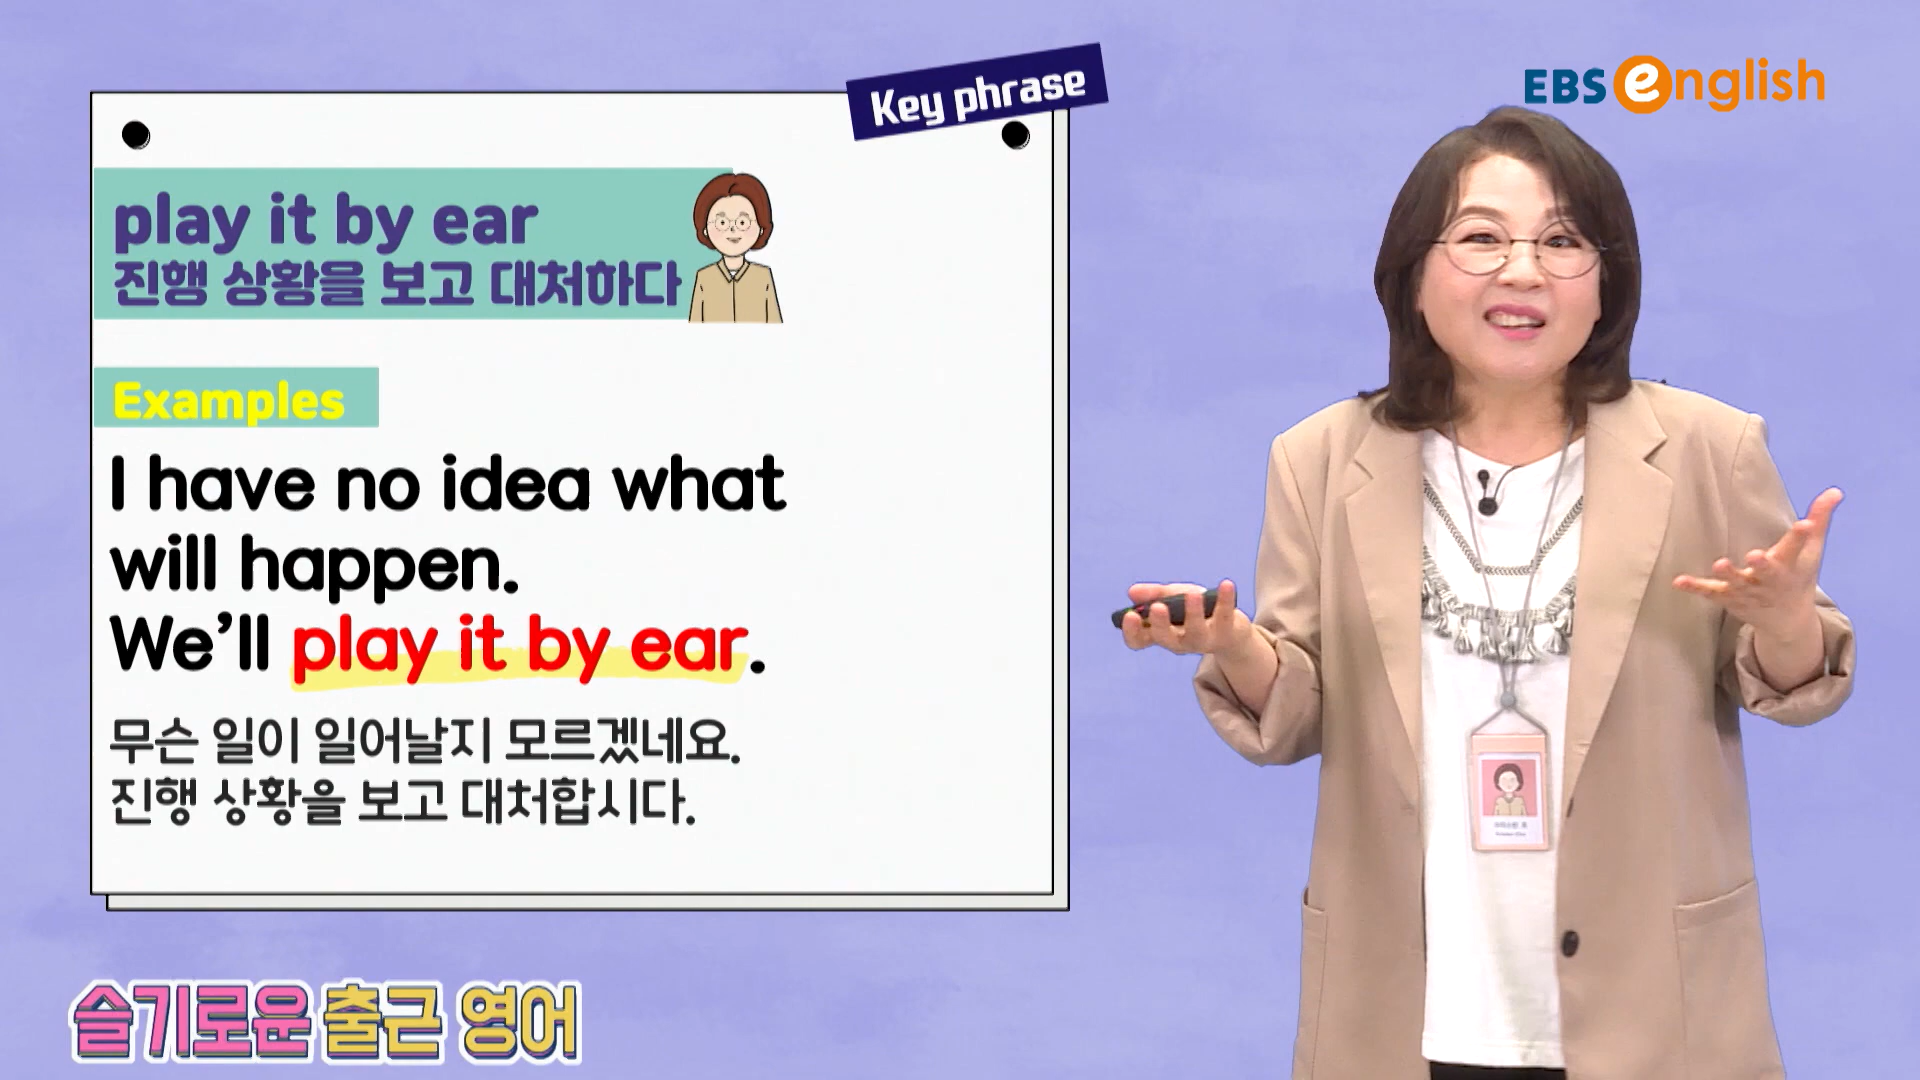 EBS english
Key phrase
play it by ear
진행 상황을 보고 대처하다
Examples
I have no idea what
will happen.
We'll play it by ear.
무슨 일이 일어날지 모르겠네요.
진행 상황을 보고 대처합시다.
슬기로운 출근 영어